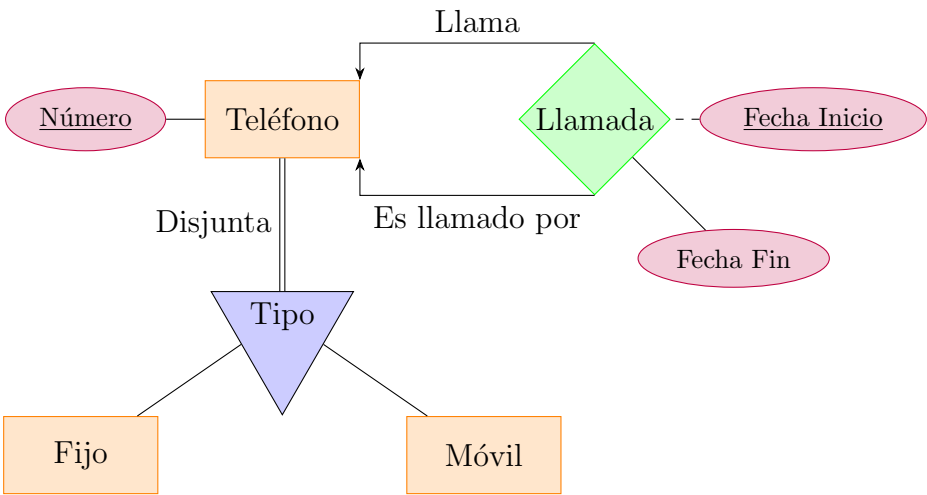 Llama
Número
Teléfono
Llamada
Fecha Inicio
Disjunta
Es llamado por
Fecha Fin
Tipo
Fijo
Móvil